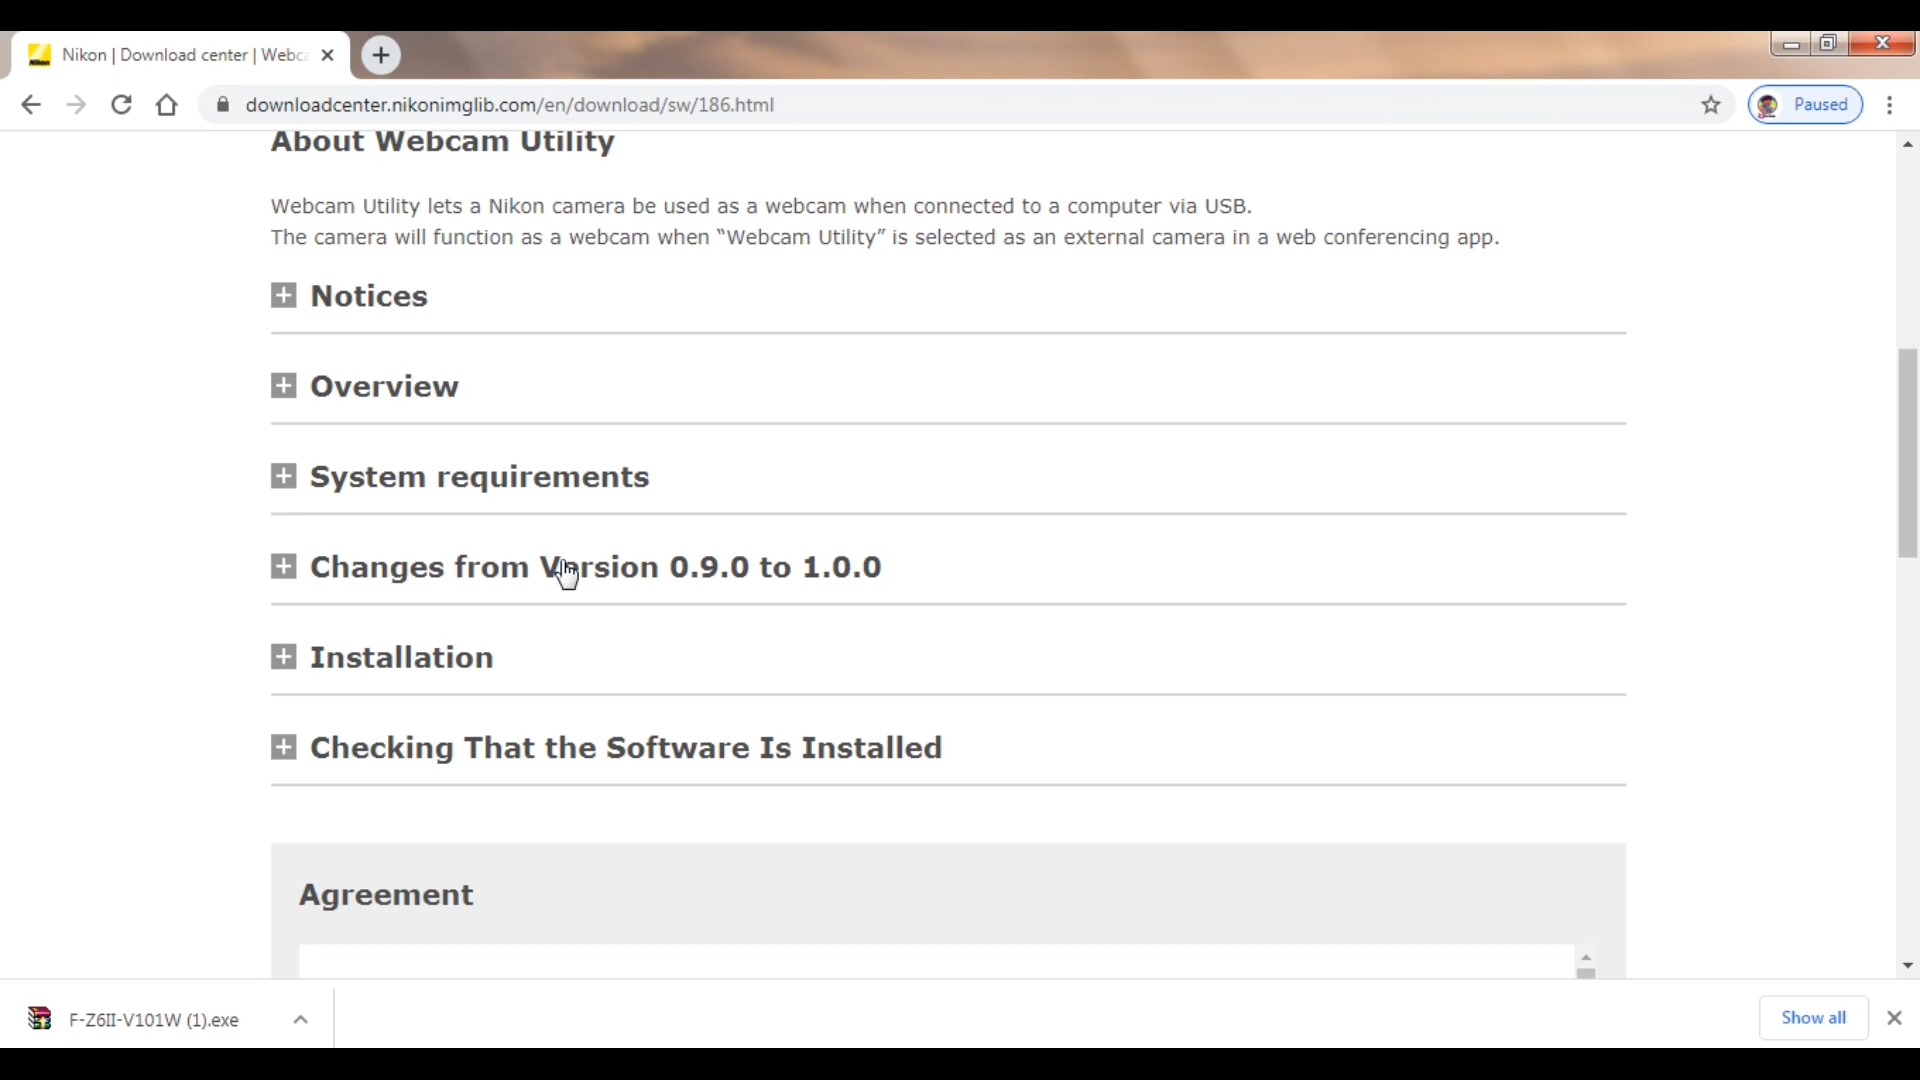 Nikon | Download center | Webca
downloadcenter.nikonimglib.com/en/download/sw/186.html
Paused
About Webcam Utility
Webcam Utility lets a Nikon camera be used as a webcam when connected to a computer via USB.
The camera will function as a webcam when “Webcam Utility” is selected as an external camera in a web conferencing app.
Notices
Overview
System requirements
Changes from Version 0.9.0 to 1.0.0
Installation
Checking That the Software Is Installed
Agreement
F-Z6II-V101W (1).exe
Show all